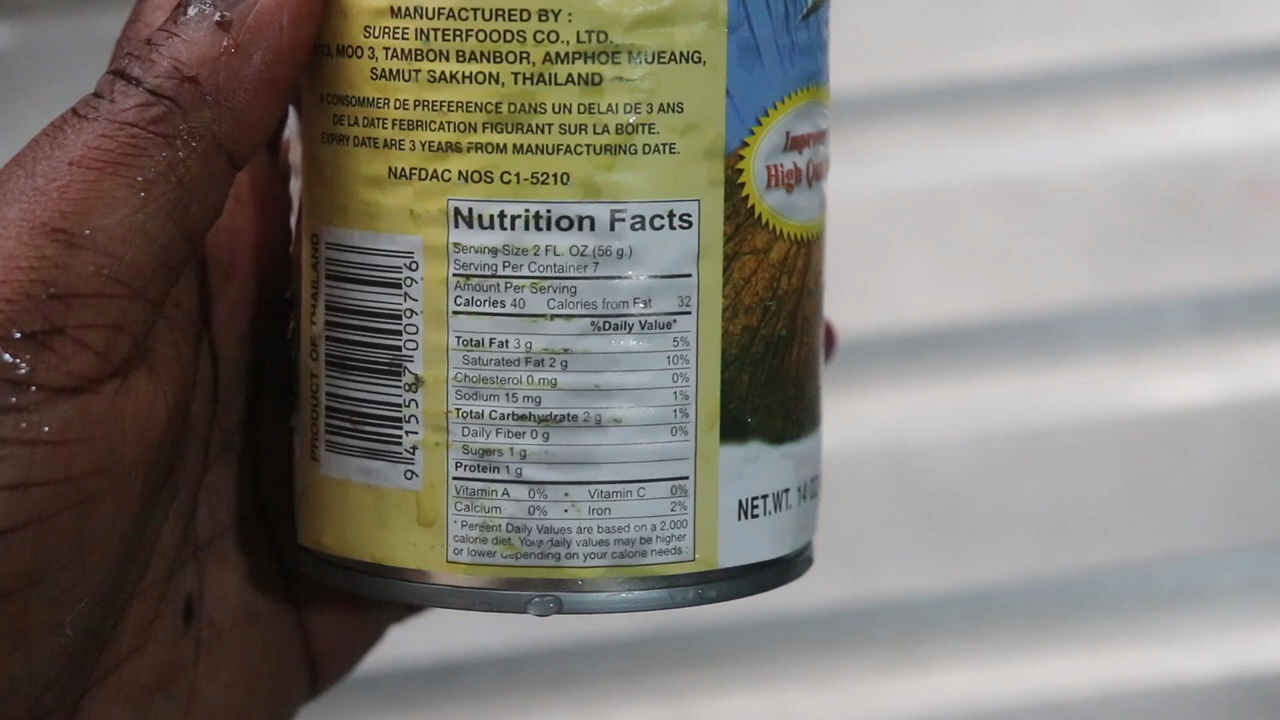 MANUFACTURED BY :
SUREE INTERFOODS CO., LTD.
MOO 3, TAMBON BANBOR, AMPHOE MUEANG,
SAMUT SAKHON, THAILAND
CONSOMMER DE PREFERENCE DANS UN DELAI DE 3 ANS
DE LA DATE FEBRICATION FIGURANT SUR LA BOITE.
EXPIRY DATE ARE 3 YEARS FROM MANUFACTURING DATE.
NAFDAC NOS C1-5210
PRODUCT OF THAILAND
9 415587 009796
Nutrition Facts
Serving Size 2 FL. OZ.(56 g.)
Serving Per Container 7
Amount Per Serving
Calories 40 Calories from Fat 32
%Daily Value*
Total Fat 3 g 5%
Saturated Fat 2 g 10%
Cholesterol 0 mg 0%
Sodium 15 mg 1%
Total Carbohydrate 2 g 1%
Daily Fiber 0 g 0%
Sugers 1 g
Protein 1 g
Vitamin A 0% • Vitamin C 0%
Calcium 0% • Iron 2%
* Percent Daily Values are based on a 2,000
calorie diet. Your daily values may be higher
or lower depending on your calorie needs :
High
NET.WT. 14